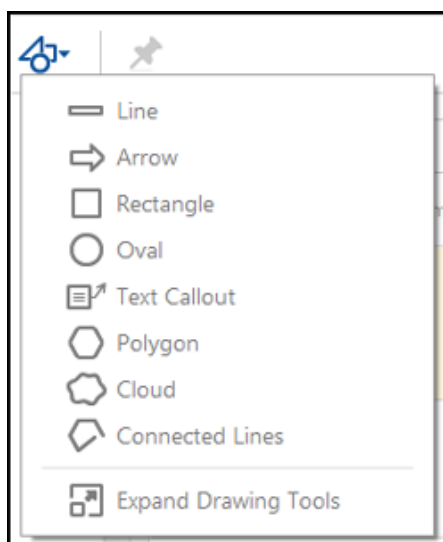 Line
Arrow
Rectangle
Oval
Text Callout
Polygon
Cloud
Connected Lines
Expand Drawing Tools